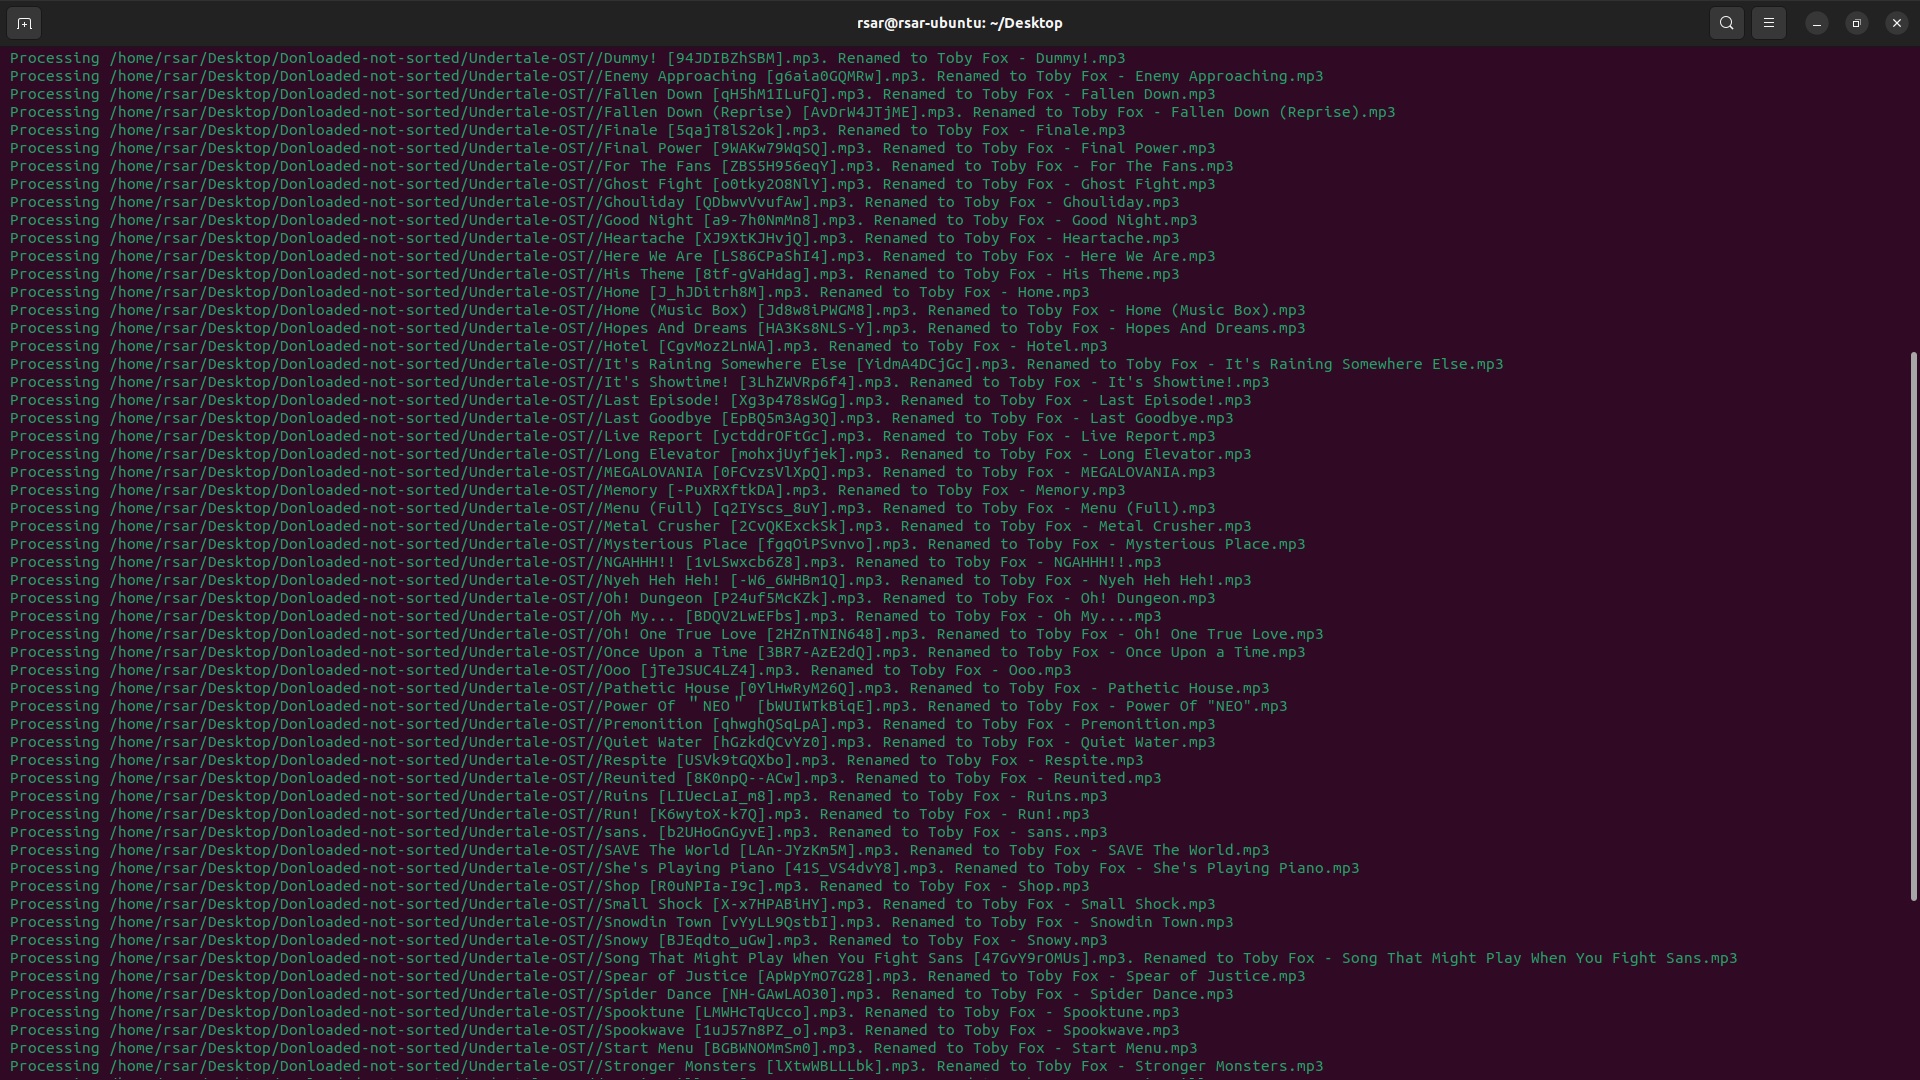 rsar@rsar-ubuntu: ~/Desktop
Processing /home/rsar/Desktop/Donloaded-not-sorted/Undertale-OST//Dummy! [94JDIBZhSBM].mp3. Renamed to Toby Fox - Dummy!.mp3
Processing /home/rsar/Desktop/Donloaded-not-sorted/Undertale-OST//Enemy Approaching [g6aia0GQMRw].mp3. Renamed to Toby Fox - Enemy Approaching.mp3
Processing /home/rsar/Desktop/Donloaded-not-sorted/Undertale-OST//Fallen Down [qH5hM1ILuFQ].mp3. Renamed to Toby Fox - Fallen Down.mp3
Processing /home/rsar/Desktop/Donloaded-not-sorted/Undertale-OST//Fallen Down (Reprise) [AvDrW4JTjME].mp3. Renamed to Toby Fox - Fallen Down (Reprise).mp3
Processing /home/rsar/Desktop/Donloaded-not-sorted/Undertale-OST//Finale [5qajT8lS2ok].mp3. Renamed to Toby Fox - Finale.mp3
Processing /home/rsar/Desktop/Donloaded-not-sorted/Undertale-OST//Final Power [9WAKw79WqSQ].mp3. Renamed to Toby Fox - Final Power.mp3
Processing /home/rsar/Desktop/Donloaded-not-sorted/Undertale-OST//For The Fans [ZBS5H956eqY].mp3. Renamed to Toby Fox - For The Fans.mp3
Processing /home/rsar/Desktop/Donloaded-not-sorted/Undertale-OST//Ghost Fight [o0tky2O8NlY].mp3. Renamed to Toby Fox - Ghost Fight.mp3
Processing /home/rsar/Desktop/Donloaded-not-sorted/Undertale-OST//Ghouliday [QDbwvVvufAw].mp3. Renamed to Toby Fox - Ghouliday.mp3
Processing /home/rsar/Desktop/Donloaded-not-sorted/Undertale-OST//Good Night [a9-7h0NmMn8].mp3. Renamed to Toby Fox - Good Night.mp3
Processing /home/rsar/Desktop/Donloaded-not-sorted/Undertale-OST//Heartache [XJ9XtKJHvjQ].mp3. Renamed to Toby Fox - Heartache.mp3
Processing /home/rsar/Desktop/Donloaded-not-sorted/Undertale-OST//Here We Are [LS86CPaShI4].mp3. Renamed to Toby Fox - Here We Are.mp3
Processing /home/rsar/Desktop/Donloaded-not-sorted/Undertale-OST//His Theme [8tf-gVaHdag].mp3. Renamed to Toby Fox - His Theme.mp3
Processing /home/rsar/Desktop/Donloaded-not-sorted/Undertale-OST//Home [J_hJDitrh8M].mp3. Renamed to Toby Fox - Home.mp3
Processing /home/rsar/Desktop/Donloaded-not-sorted/Undertale-OST//Home (Music Box) [Jd8w8iPWGM8].mp3. Renamed to Toby Fox - Home (Music Box).mp3
Processing /home/rsar/Desktop/Donloaded-not-sorted/Undertale-OST//Hopes And Dreams [HA3Ks8NLS-Y].mp3. Renamed to Toby Fox - Hopes And Dreams.mp3
Processing /home/rsar/Desktop/Donloaded-not-sorted/Undertale-OST//Hotel [CgvMoz2LnWA].mp3. Renamed to Toby Fox - Hotel.mp3
Processing /home/rsar/Desktop/Donloaded-not-sorted/Undertale-OST//It's Raining Somewhere Else [YidmA4DCjGc].mp3. Renamed to Toby Fox - It's Raining Somewhere Else.mp3
Processing /home/rsar/Desktop/Donloaded-not-sorted/Undertale-OST//It's Showtime! [3LhZWVRp6f4].mp3. Renamed to Toby Fox - It's Showtime!.mp3
Processing /home/rsar/Desktop/Donloaded-not-sorted/Undertale-OST//Last Episode! [Xg3p478sWGg].mp3. Renamed to Toby Fox - Last Episode!.mp3
Processing /home/rsar/Desktop/Donloaded-not-sorted/Undertale-OST//Last Goodbye [EpBQ5m3Ag3Q].mp3. Renamed to Toby Fox - Last Goodbye.mp3
Processing /home/rsar/Desktop/Donloaded-not-sorted/Undertale-OST//Live Report [yctddrOFtGc].mp3. Renamed to Toby Fox - Live Report.mp3
Processing /home/rsar/Desktop/Donloaded-not-sorted/Undertale-OST//Long Elevator [mohxjUyfjek].mp3. Renamed to Toby Fox - Long Elevator.mp3
Processing /home/rsar/Desktop/Donloaded-not-sorted/Undertale-OST//MEGALOVANIA [0FCvzsVlXpQ].mp3. Renamed to Toby Fox - MEGALOVANIA.mp3
Processing /home/rsar/Desktop/Donloaded-not-sorted/Undertale-OST//Memory [-PuXRXftkDA].mp3. Renamed to Toby Fox - Memory.mp3
Processing /home/rsar/Desktop/Donloaded-not-sorted/Undertale-OST//Menu (Full) [q2IYscs_8uY].mp3. Renamed to Toby Fox - Menu (Full).mp3
Processing /home/rsar/Desktop/Donloaded-not-sorted/Undertale-OST//Metal Crusher [2CvQKExckSk].mp3. Renamed to Toby Fox - Metal Crusher.mp3
Processing /home/rsar/Desktop/Donloaded-not-sorted/Undertale-OST//Mysterious Place [fgqOiPSvnvo].mp3. Renamed to Toby Fox - Mysterious Place.mp3
Processing /home/rsar/Desktop/Donloaded-not-sorted/Undertale-OST//NGAHHH!! [1vLSwxcb6Z8].mp3. Renamed to Toby Fox - NGAHHH!!.mp3
Processing /home/rsar/Desktop/Donloaded-not-sorted/Undertale-OST//Nyeh Heh Heh! [-W6_6WHBm1Q].mp3. Renamed to Toby Fox - Nyeh Heh Heh!.mp3
Processing /home/rsar/Desktop/Donloaded-not-sorted/Undertale-OST//Oh! Dungeon [P24uf5McKZk].mp3. Renamed to Toby Fox - Oh! Dungeon.mp3
Processing /home/rsar/Desktop/Donloaded-not-sorted/Undertale-OST//Oh My... [BDQV2LwEFbs].mp3. Renamed to Toby Fox - Oh My....mp3
Processing /home/rsar/Desktop/Donloaded-not-sorted/Undertale-OST//Oh! One True Love [2HZnTNIN648].mp3. Renamed to Toby Fox - Oh! One True Love.mp3
Processing /home/rsar/Desktop/Donloaded-not-sorted/Undertale-OST//Once Upon a Time [3BR7-AzE2dQ].mp3. Renamed to Toby Fox - Once Upon a Time.mp3
Processing /home/rsar/Desktop/Donloaded-not-sorted/Undertale-OST//Ooo [jTeJSUC4LZ4].mp3. Renamed to Toby Fox - Ooo.mp3
Processing /home/rsar/Desktop/Donloaded-not-sorted/Undertale-OST//Pathetic House [0YlHwRyM26Q].mp3. Renamed to Toby Fox - Pathetic House.mp3
Processing /home/rsar/Desktop/Donloaded-not-sorted/Undertale-OST//Power Of ＂NEO＂ [bWUIWTkBiqE].mp3. Renamed to Toby Fox - Power Of "NEO".mp3
Processing /home/rsar/Desktop/Donloaded-not-sorted/Undertale-OST//Premonition [qhwghQSqLpA].mp3. Renamed to Toby Fox - Premonition.mp3
Processing /home/rsar/Desktop/Donloaded-not-sorted/Undertale-OST//Quiet Water [hGzkdQCvYz0].mp3. Renamed to Toby Fox - Quiet Water.mp3
Processing /home/rsar/Desktop/Donloaded-not-sorted/Undertale-OST//Respite [USVk9tGQXbo].mp3. Renamed to Toby Fox - Respite.mp3
Processing /home/rsar/Desktop/Donloaded-not-sorted/Undertale-OST//Reunited [8K0npQ--ACw].mp3. Renamed to Toby Fox - Reunited.mp3
Processing /home/rsar/Desktop/Donloaded-not-sorted/Undertale-OST//Ruins [LIUecLaI_m8].mp3. Renamed to Toby Fox - Ruins.mp3
Processing /home/rsar/Desktop/Donloaded-not-sorted/Undertale-OST//Run! [K6wytoX-k7Q].mp3. Renamed to Toby Fox - Run!.mp3
Processing /home/rsar/Desktop/Donloaded-not-sorted/Undertale-OST//sans. [b2UHoGnGyvE].mp3. Renamed to Toby Fox - sans..mp3
Processing /home/rsar/Desktop/Donloaded-not-sorted/Undertale-OST//SAVE The World [LAn-JYzKm5M].mp3. Renamed to Toby Fox - SAVE The World.mp3
Processing /home/rsar/Desktop/Donloaded-not-sorted/Undertale-OST//She's Playing Piano [41S_VS4dvY8].mp3. Renamed to Toby Fox - She's Playing Piano.mp3
Processing /home/rsar/Desktop/Donloaded-not-sorted/Undertale-OST//Shop [R0uNPIa-I9c].mp3. Renamed to Toby Fox - Shop.mp3
Processing /home/rsar/Desktop/Donloaded-not-sorted/Undertale-OST//Small Shock [X-x7HPABiHY].mp3. Renamed to Toby Fox - Small Shock.mp3
Processing /home/rsar/Desktop/Donloaded-not-sorted/Undertale-OST//Snowdin Town [vYyLL9QstbI].mp3. Renamed to Toby Fox - Snowdin Town.mp3
Processing /home/rsar/Desktop/Donloaded-not-sorted/Undertale-OST//Snowy [BJEqdto_uGw].mp3. Renamed to Toby Fox - Snowy.mp3
Processing /home/rsar/Desktop/Donloaded-not-sorted/Undertale-OST//Song That Might Play When You Fight Sans [47GvY9rOMUs].mp3. Renamed to Toby Fox - Song That Might Play When You Fight Sans.mp3
Processing /home/rsar/Desktop/Donloaded-not-sorted/Undertale-OST//Spear of Justice [ApWpYmO7G28].mp3. Renamed to Toby Fox - Spear of Justice.mp3
Processing /home/rsar/Desktop/Donloaded-not-sorted/Undertale-OST//Spider Dance [NH-GAwLAO30].mp3. Renamed to Toby Fox - Spider Dance.mp3
Processing /home/rsar/Desktop/Donloaded-not-sorted/Undertale-OST//Spooktune [LMWHcTqUcco].mp3. Renamed to Toby Fox - Spooktune.mp3
Processing /home/rsar/Desktop/Donloaded-not-sorted/Undertale-OST//Spookwave [1uJ57n8PZ_o].mp3. Renamed to Toby Fox - Spookwave.mp3
Processing /home/rsar/Desktop/Donloaded-not-sorted/Undertale-OST//Start Menu [BGBWNOMmSm0].mp3. Renamed to Toby Fox - Start Menu.mp3
Processing /home/rsar/Desktop/Donloaded-not-sorted/Undertale-OST//Stronger Monsters [lXtwWBLLLbk].mp3. Renamed to Toby Fox - Stronger Monsters.mp3